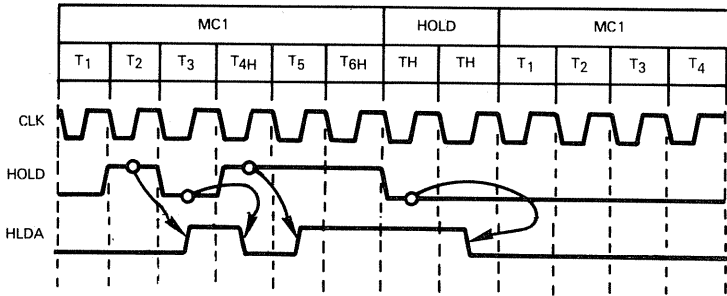 MC1 HOLD MC1
T1 T2 T3 T4H T5 T6H TH TH T1 T2 T3 T4
CLK
HOLD
HLDA